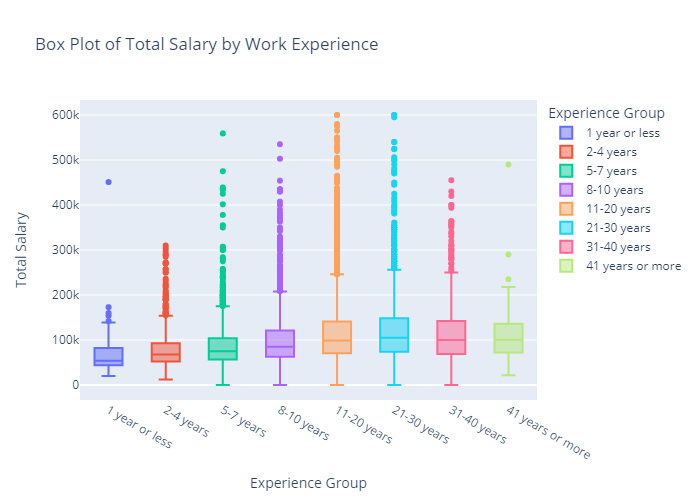 Box Plot of Total Salary by Work Experience
Total Salary
600k
500k
400k
300k
200k
100k
0
1 year or less
2-4 years
5-7 years
8-10 years
11-20 years
21-30 years
31-40 years
41 years or more
Experience Group
Experience Group
1 year or less
2-4 years
5-7 years
8-10 years
11-20 years
21-30 years
31-40 years
41 years or more